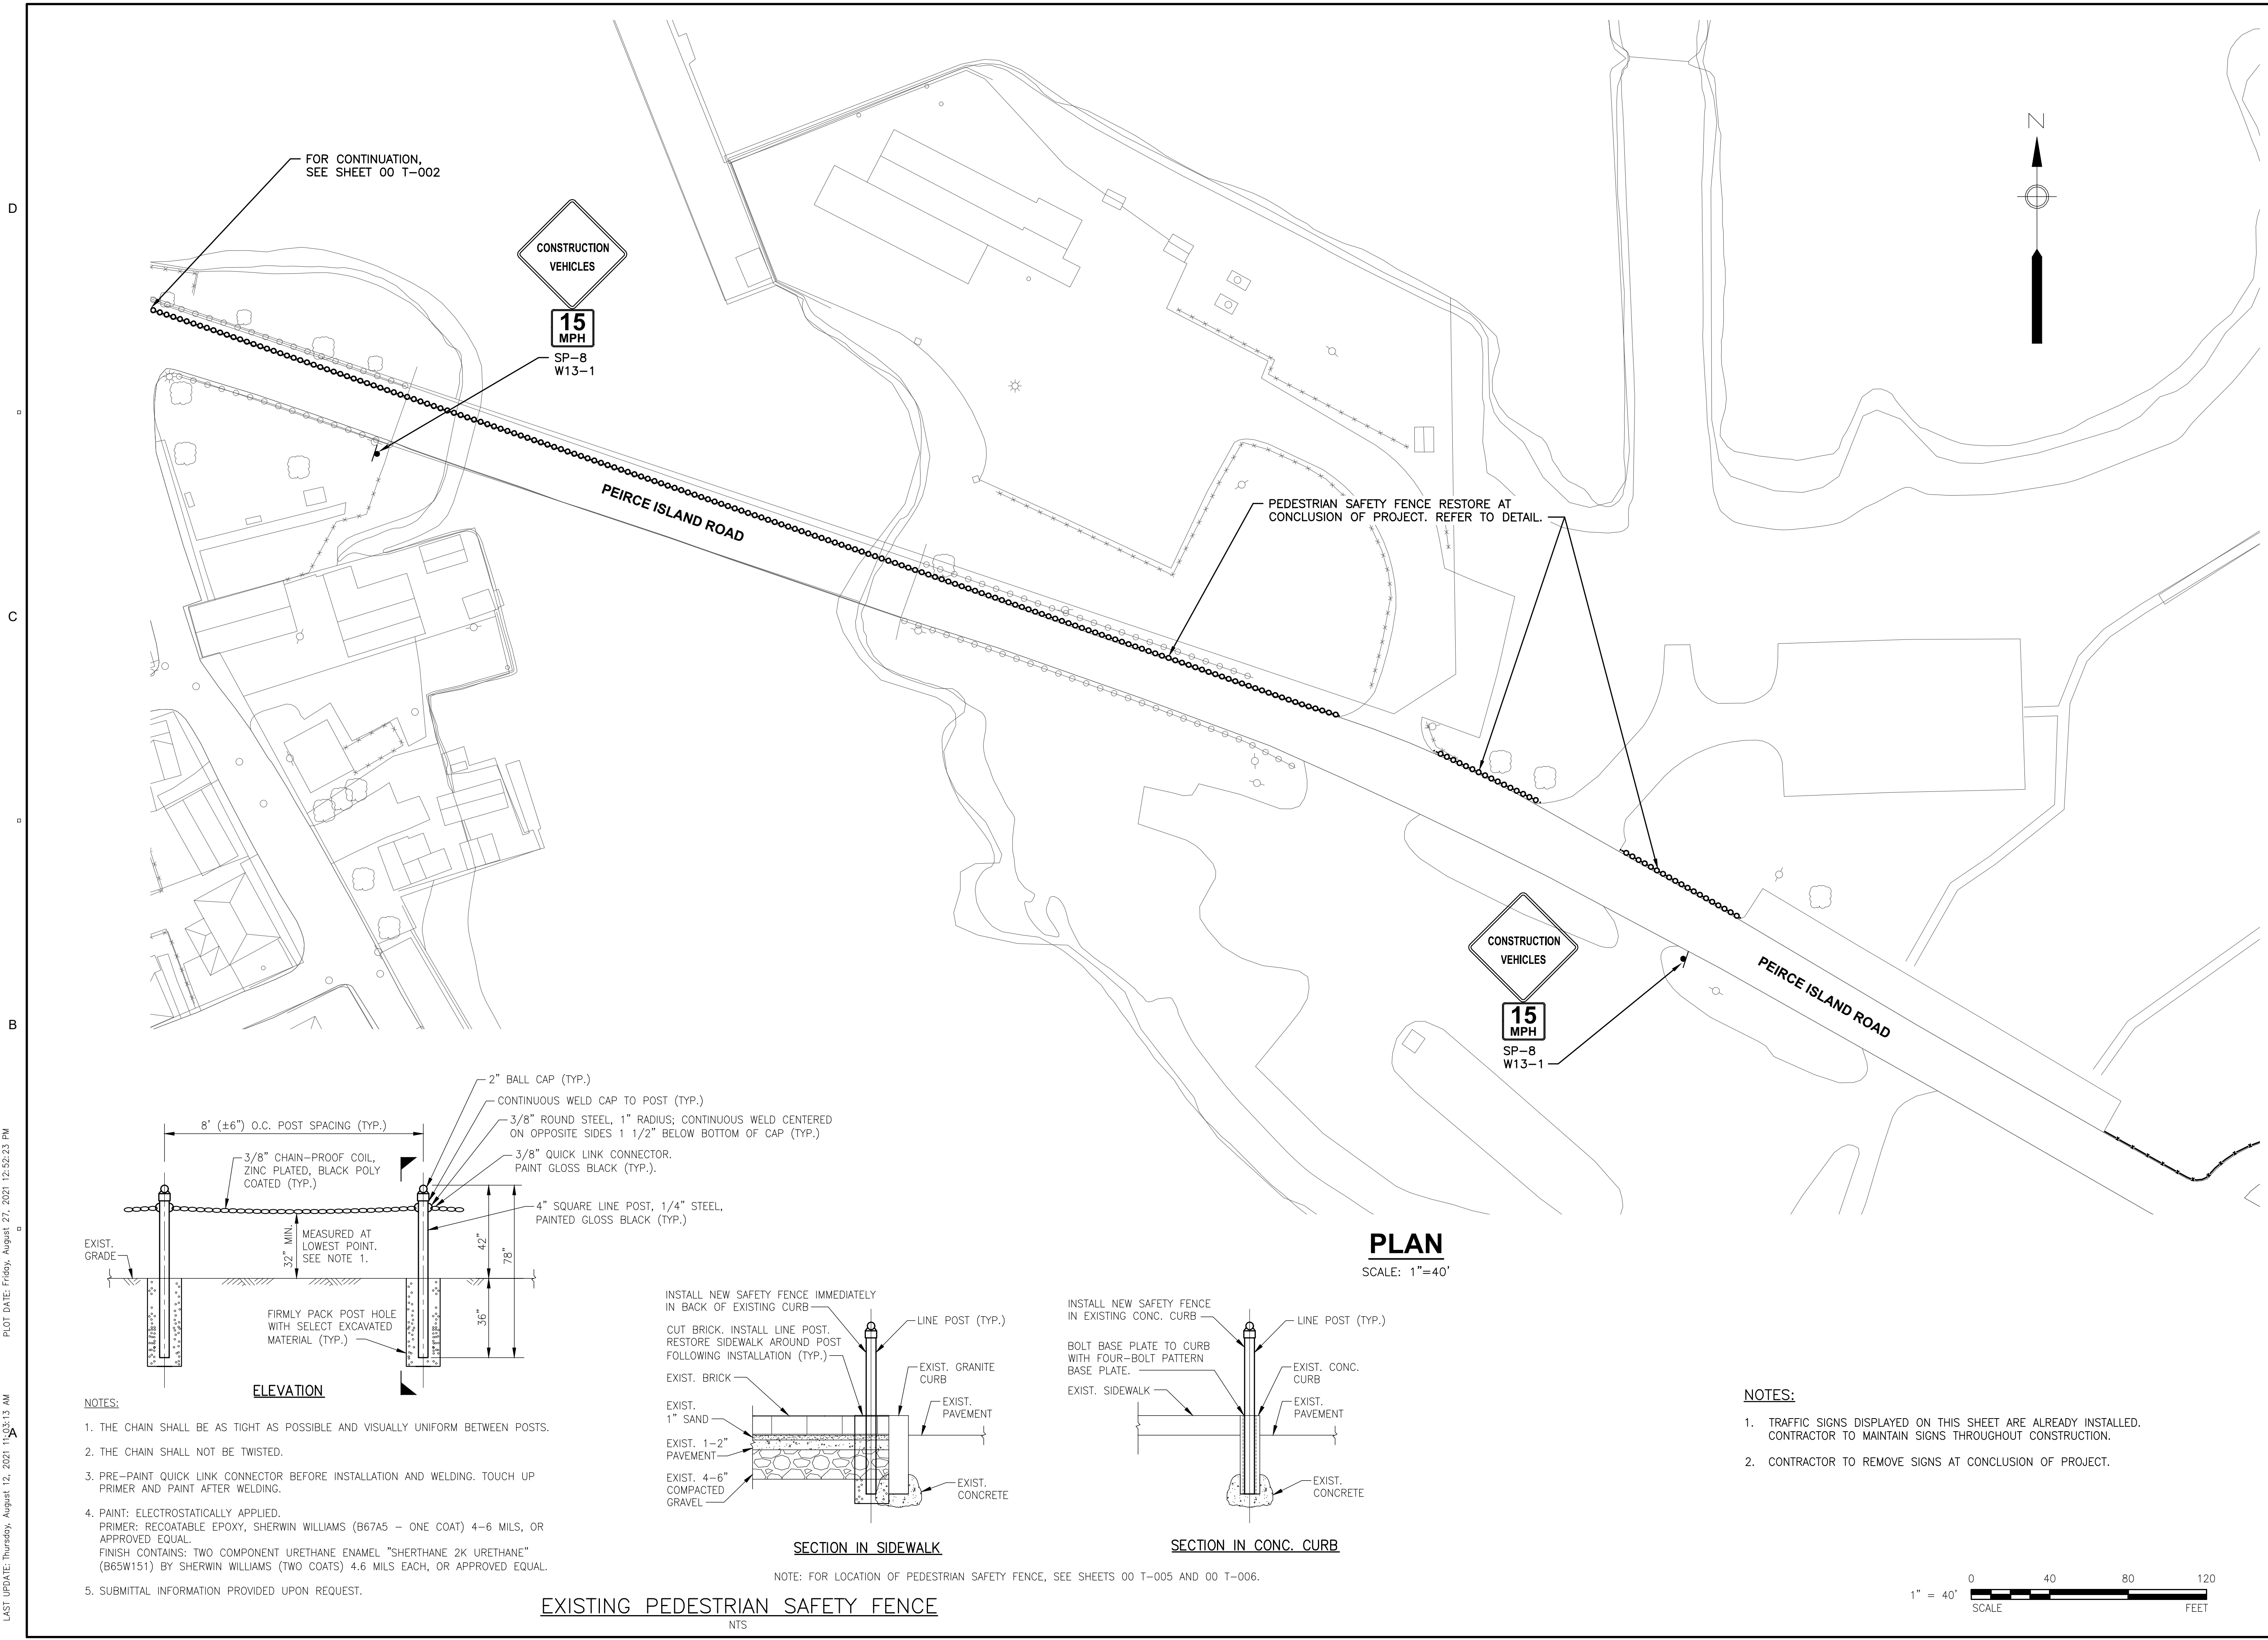 FOR CONTINUATION,
SEE SHEET 00 T-002
CONSTRUCTION
VEHICLES
15
MPH
SP-8
W13-1
N
D
PEIRCE ISLAND ROAD
PEDESTRIAN SAFETY FENCE RESTORE AT
CONCLUSION OF PROJECT. REFER TO DETAIL.
C
CONSTRUCTION
VEHICLES
15
MPH
SP-8
W13-1
PEIRCE ISLAND ROAD
B
2" BALL CAP (TYP.)
CONTINUOUS WELD CAP TO POST (TYP.)
3/8" ROUND STEEL, 1" RADIUS; CONTINUOUS WELD CENTERED
ON OPPOSITE SIDES 1 1/2" BELOW BOTTOM OF CAP (TYP.)
8' (±6") O.C. POST SPACING (TYP.)
3/8" QUICK LINK CONNECTOR.
PAINT GLOSS BLACK (TYP.).
3/8" CHAIN-PROOF COIL,
ZINC PLATED, BLACK POLY
COATED (TYP.)
4" SQUARE LINE POST, 1/4" STEEL,
PAINTED GLOSS BLACK (TYP.)
EXIST.
GRADE
32" MIN.
MEASURED AT
LOWEST POINT.
SEE NOTE 1.
42"
78"
36"
FIRMLY PACK POST HOLE
WITH SELECT EXCAVATED
MATERIAL (TYP.)
ELEVATION
PLAN
SCALE: 1"=40'
INSTALL NEW SAFETY FENCE IMMEDIATELY
IN BACK OF EXISTING CURB
CUT BRICK. INSTALL LINE POST.
RESTORE SIDEWALK AROUND POST
FOLLOWING INSTALLATION (TYP.)
EXIST. BRICK
EXIST.
1" SAND
EXIST. 1-2"
PAVEMENT
EXIST. 4-6"
COMPACTED
GRAVEL
LINE POST (TYP.)
EXIST. GRANITE
CURB
EXIST.
PAVEMENT
EXIST.
CONCRETE
SECTION IN SIDEWALK
INSTALL NEW SAFETY FENCE
IN EXISTING CONC. CURB
BOLT BASE PLATE TO CURB
WITH FOUR-BOLT PATTERN
BASE PLATE.
EXIST. SIDEWALK
LINE POST (TYP.)
EXIST. CONC.
CURB
EXIST.
PAVEMENT
EXIST.
CONCRETE
SECTION IN CONC. CURB
NOTE: FOR LOCATION OF PEDESTRIAN SAFETY FENCE, SEE SHEETS 00 T-005 AND 00 T-006.
A
NOTES:
1. THE CHAIN SHALL BE AS TIGHT AS POSSIBLE AND VISUALLY UNIFORM BETWEEN POSTS.
2. THE CHAIN SHALL NOT BE TWISTED.
3. PRE-PAINT QUICK LINK CONNECTOR BEFORE INSTALLATION AND WELDING. TOUCH UP
PRIMER AND PAINT AFTER WELDING.
4. PAINT: ELECTROSTATICALLY APPLIED.
PRIMER: RECOATABLE EPOXY, SHERWIN WILLIAMS (B67A5 - ONE COAT) 4-6 MILS, OR
APPROVED EQUAL.
FINISH CONTAINS: TWO COMPONENT URETHANE ENAMEL "SHERTHANE 2K URETHANE"
(B65W151) BY SHERWIN WILLIAMS (TWO COATS) 4.6 MILS EACH, OR APPROVED EQUAL.
5. SUBMITTAL INFORMATION PROVIDED UPON REQUEST.
EXISTING PEDESTRIAN SAFETY FENCE
NTS
NOTES:
1. TRAFFIC SIGNS DISPLAYED ON THIS SHEET ARE ALREADY INSTALLED.
CONTRACTOR TO MAINTAIN SIGNS THROUGHOUT CONSTRUCTION.
2. CONTRACTOR TO REMOVE SIGNS AT CONCLUSION OF PROJECT.
0 40 80 120
1" = 40'
SCALE FEET
LAST UPDATE: Thursday, August 12, 2021 11:03:13 AM PLOT DATE: Friday, August 27, 2021 12:52:23 PM